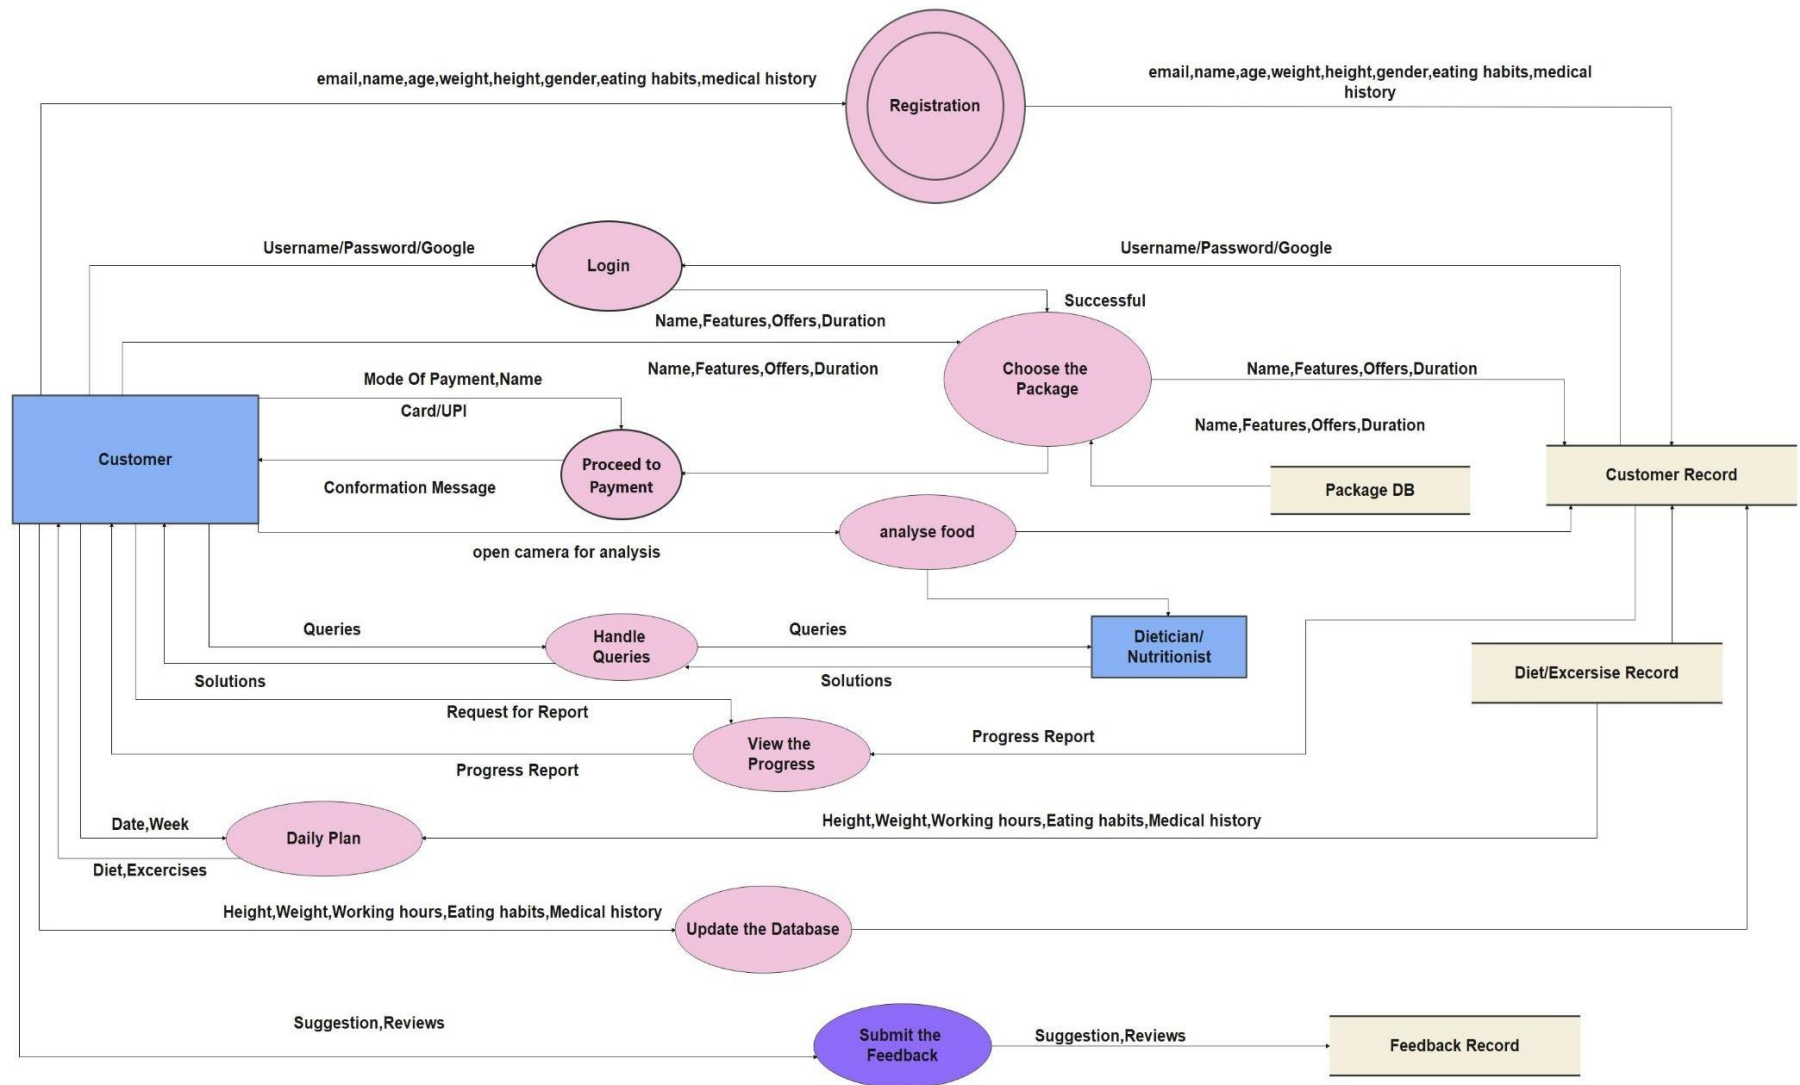 email,name,age,weight,height,gender,eating habits,medical history
email,name,age,weight,height,gender,eating habits,medical
history
Registration
Username/Password/Google
Login
Username/Password/Google
Successful
Name,Features,Offers,Duration
Name,Features,Offers,Duration
Choose the
Package
Name,Features,Offers,Duration
Mode Of Payment,Name
Card/UPI
Name,Features,Offers,Duration
Customer
Proceed to
Payment
Conformation Message
Package DB
Customer Record
analyse food
open camera for analysis
Queries
Handle
Queries
Queries
Dietician/
Nutritionist
Solutions
Solutions
Diet/Excersise Record
Request for Report
View the
Progress
Progress Report
Progress Report
Date,Week
Daily Plan
Height,Weight,Working hours,Eating habits,Medical history
Diet,Excercises
Height,Weight,Working hours,Eating habits,Medical history
Update the Database
Suggestion,Reviews
Submit the
Feedback
Suggestion,Reviews
Feedback Record